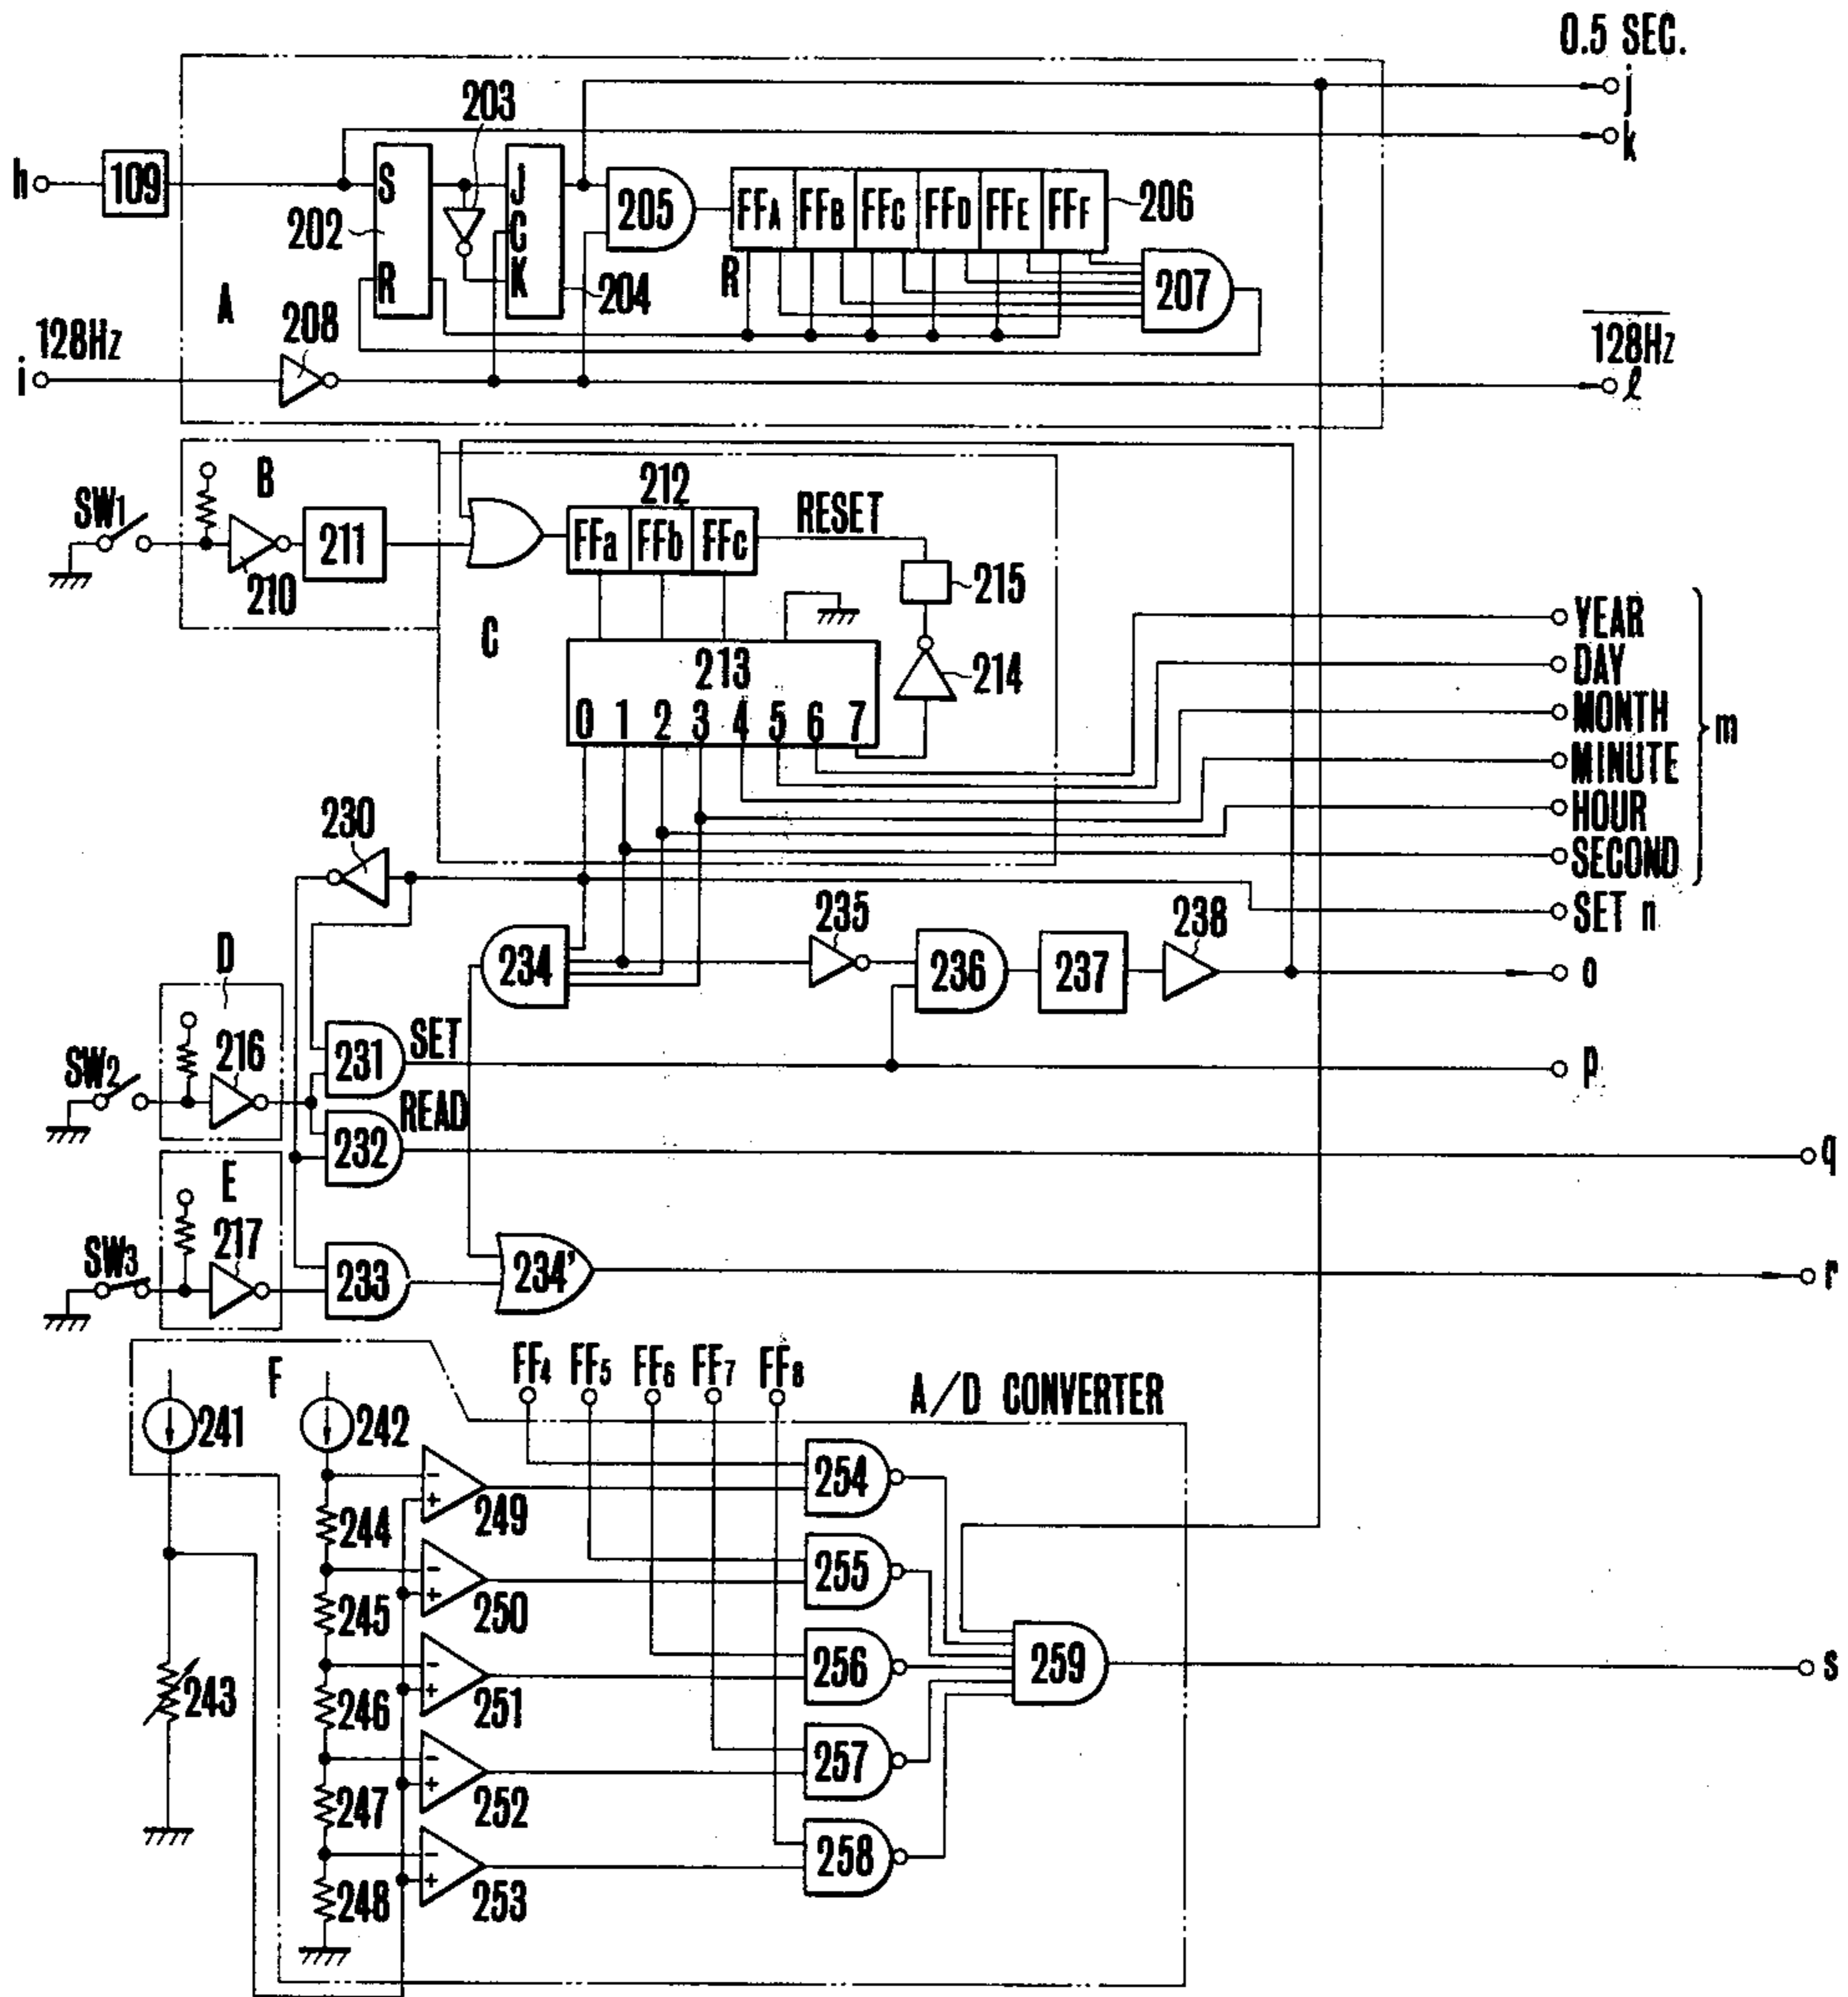 0.5 SEC.
j
k
h
109
S
202
R
203
J
C
K
204
205
FFA FFB FFC FFD FFE FFF
206
R
207
A
128Hz
i
208
128Hz
ℓ
SW1
B
210
211
C
212
FFa FFb FFc
RESET
213
0 1 2 3 4 5 6 7
215
214
YEAR
DAY
MONTH
MINUTE
HOUR
SECOND
m
SET n
230
234
235
236
237
238
o
D
SW2
216
231
SET
p
232
READ
q
E
SW3
217
233
234'
r
F
241
242
243
244
245
246
247
248
249
250
251
252
253
FF4 FF5 FF6 FF7 FF8
A/D CONVERTER
254
255
256
257
258
259
s